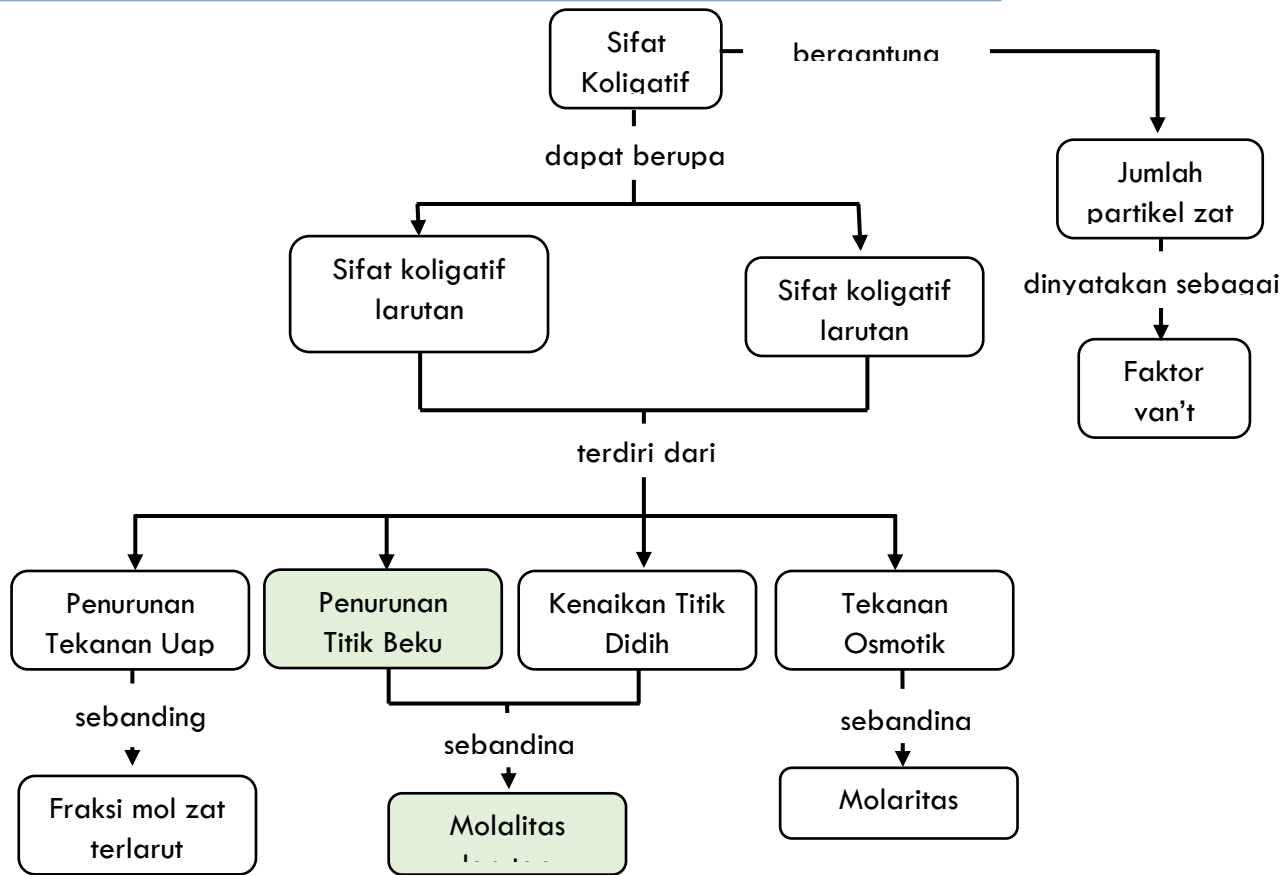 Sifat
Koligatif
bergantung
dapat berupa
Jumlah
partikel zat
Sifat koligatif
larutan
Sifat koligatif
larutan
dinyatakan sebagai
Faktor
van't
terdiri dari
Penurunan
Tekanan Uap
Penurunan
Titik Beku
Kenaikan Titik
Didih
Tekanan
Osmotik
sebanding
sebanding
sebanding
Fraksi mol zat
terlarut
Molalitas
Molaritas